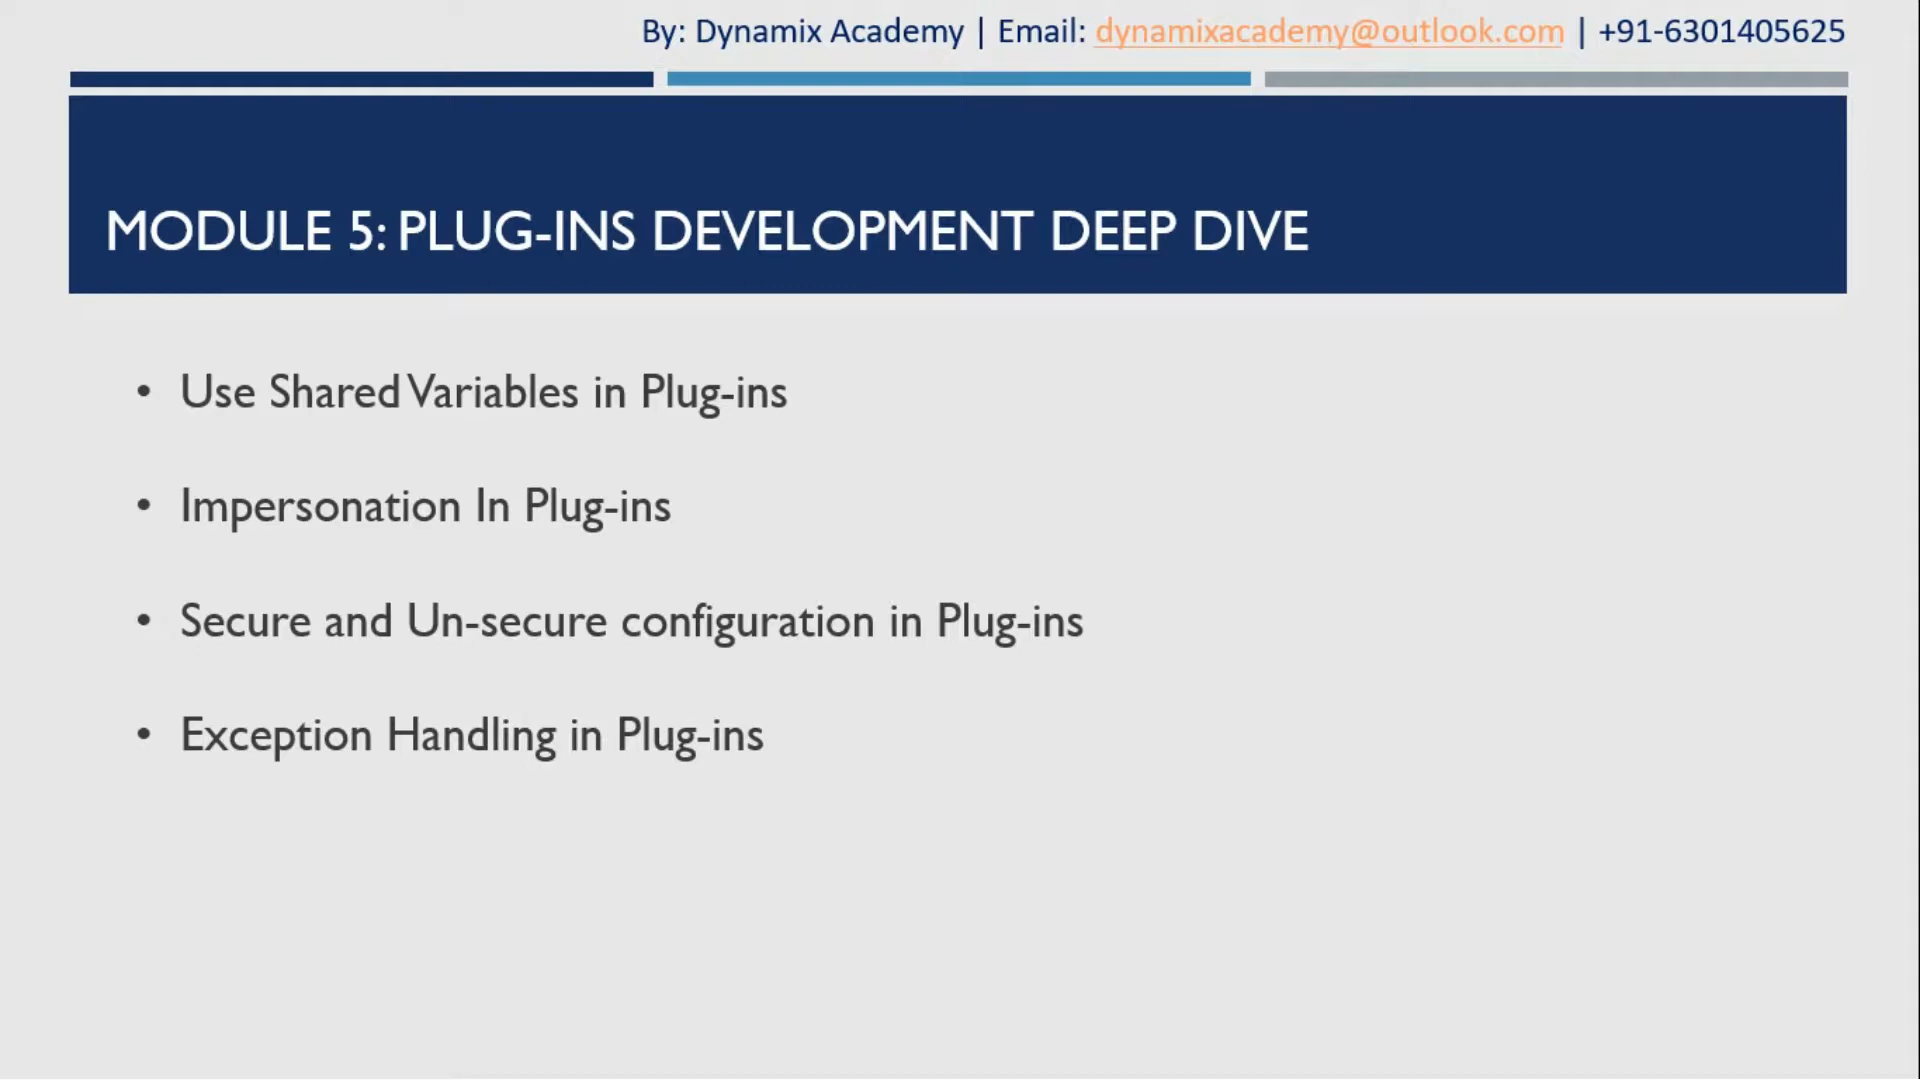 By: Dynamix Academy | Email: dynamixacademy@outlook.com | +91-6301405625
MODULE 5: PLUG-INS DEVELOPMENT DEEP DIVE
• Use Shared Variables in Plug-ins
• Impersonation In Plug-ins
• Secure and Un-secure configuration in Plug-ins
• Exception Handling in Plug-ins